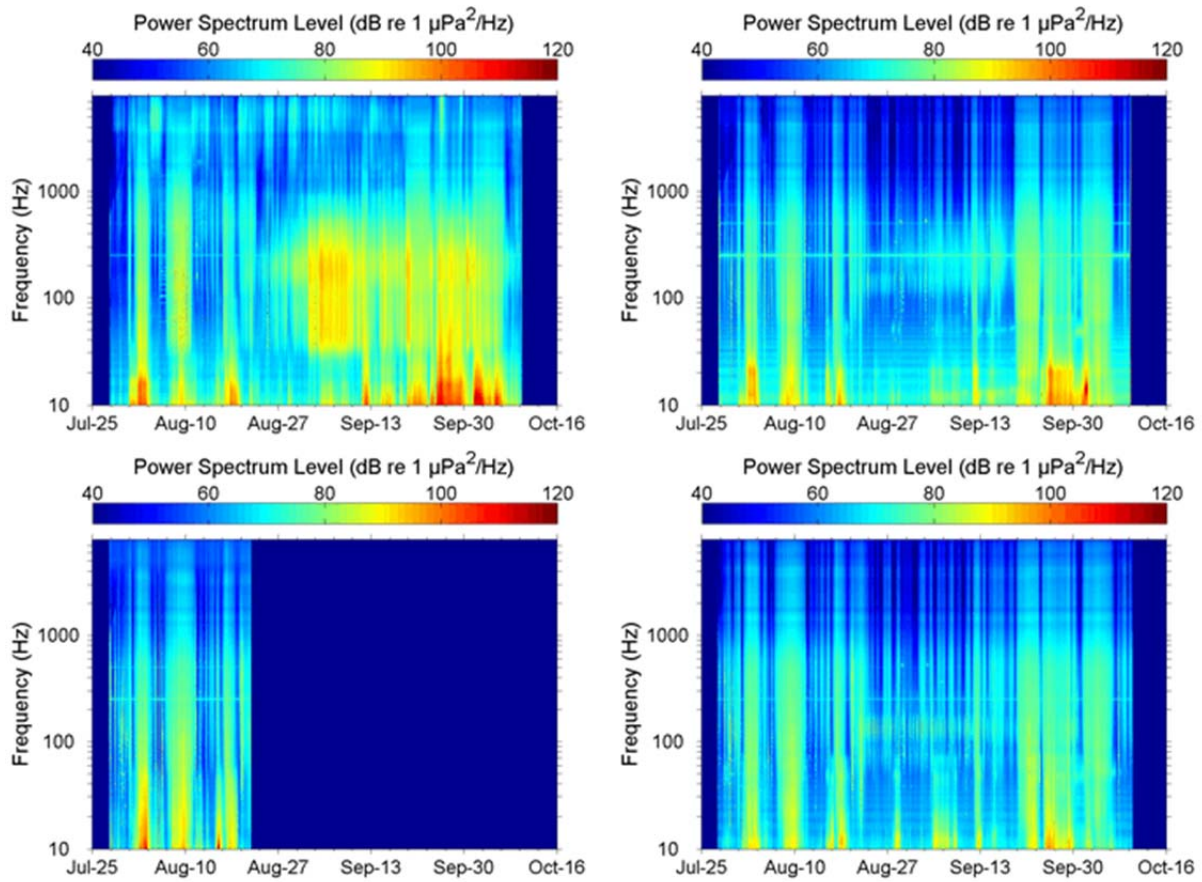 Power Spectrum Level (dB re 1 µPa²/Hz) Power Spectrum Level (dB re 1 µPa²/Hz)
40 60 80 100 120 40 60 80 100 120
Frequency (Hz) Frequency (Hz)
1000 1000
100 100
10 10
Jul-25 Aug-10 Aug-27 Sep-13 Sep-30 Oct-16 Jul-25 Aug-10 Aug-27 Sep-13 Sep-30 Oct-16
Power Spectrum Level (dB re 1 µPa²/Hz) Power Spectrum Level (dB re 1 µPa²/Hz)
40 60 80 100 120 40 60 80 100 120
Frequency (Hz) Frequency (Hz)
1000 1000
100 100
10 10
Jul-25 Aug-10 Aug-27 Sep-13 Sep-30 Oct-16 Jul-25 Aug-10 Aug-27 Sep-13 Sep-30 Oct-16